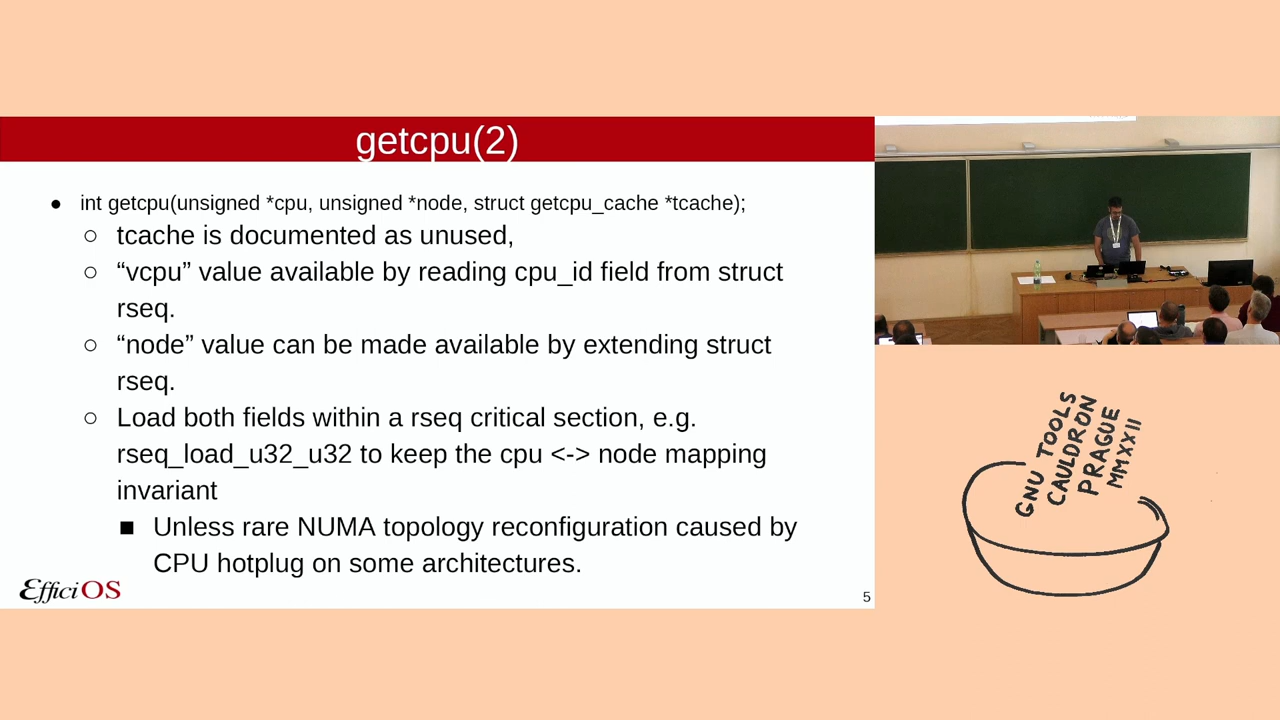 getcpu(2)
● int getcpu(unsigned *cpu, unsigned *node, struct getcpu_cache *tcache);
○ tcache is documented as unused,
○ “vcpu” value available by reading cpu_id field from struct
rseq.
○ “node” value can be made available by extending struct
rseq.
○ Load both fields within a rseq critical section, e.g.
rseq_load_u32_u32 to keep the cpu <-> node mapping
invariant
■ Unless rare NUMA topology reconfiguration caused by
CPU hotplug on some architectures.
EfficiOS
5
GNU TOOLS
CAULDRON
PRAGUE
MMXXII